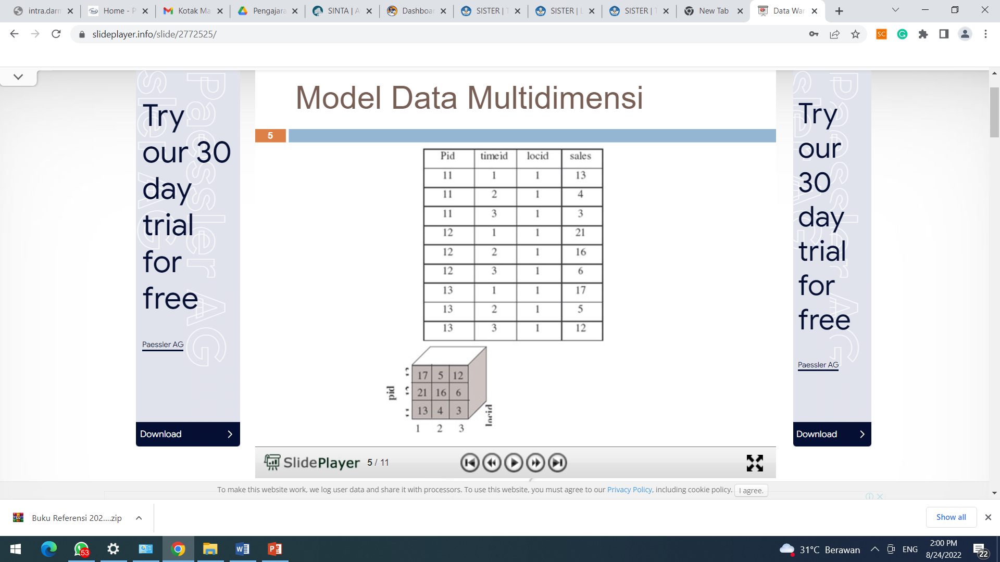 intra.darm
Home - P
Kotak Ma
Pengajara
SINTA | A
Dashboar
SISTER | T
SISTER | L
SISTER | T
New Tab
Data War
slideplayer.info/slide/2772525/
SC
Try
our 30
day
trial
for
free
Paessler AG
Paessler AG
Download
Model Data Multidimensi
5
Pid timeid locid sales
11 1 1 13
11 2 1 4
11 3 1 3
12 1 1 21
12 2 1 16
12 3 1 6
13 1 1 17
13 2 1 5
13 3 1 12
17 5 12
21 16 6
13 4 3
1 2 3
pid
locid
Try
our
30
day
trial
for
free
Paessler AG
Paessler AG
Download
SlidePlayer 5 / 11
To make this website work, we log user data and share it with processors. To use this website, you must agree to our Privacy Policy, including cookie policy. I agree.
Buku Referensi 202....zip
Show all
53
31°C Berawan
ENG
2:00 PM
8/24/2022
22